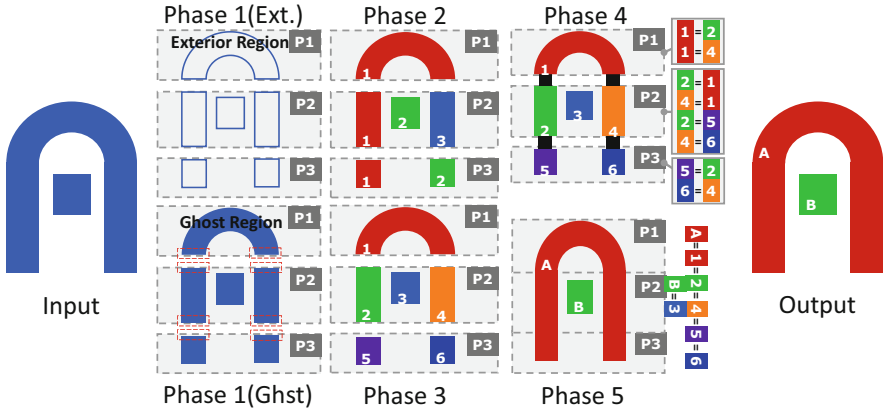 Phase 1(Ext.)
Exterior Region
P1
P2
P3
Phase 2
P1
1
P2
1
2
3
P3
1
2
Phase 4
P1
1
P2
2
3
4
P3
5
6
1=2
1=4
2=1
4=1
2=5
4=6
5=2
6=4
Input
Ghost Region
P1
P2
P3
Phase 1(Ghst)
P1
1
P2
2
3
4
P3
5
6
Phase 3
P1
A
P2
B
P3
Phase 5
A=1=2=4=5=6
B=3
A
B
Output